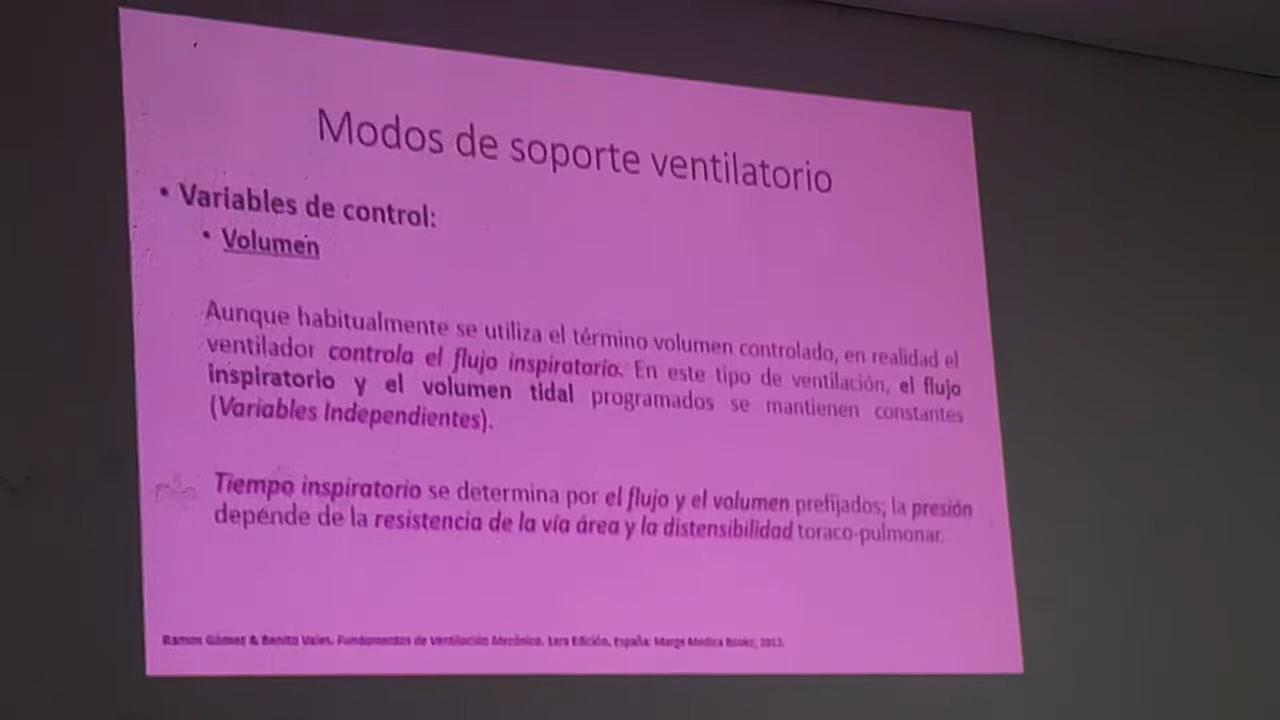 Modos de soporte ventilatorio
• Variables de control:
• Volumen
Aunque habitualmente se utiliza el término volumen controlado, en realidad el
ventilador controla el flujo inspiratorio. En este tipo de ventilación, el flujo
inspiratorio y el volumen tidal programados se mantienen constantes
(Variables Independientes).
Tiempo inspiratorio se determina por el flujo y el volumen prefijados; la presión
depende de la resistencia de la vía área y la distensibilidad toraco-pulmonar.
Ramos Gómez & Benito Vales. Fundamentos de Ventilación Mecánica. 1era Edición, España: Marge Medica Books; 2012.